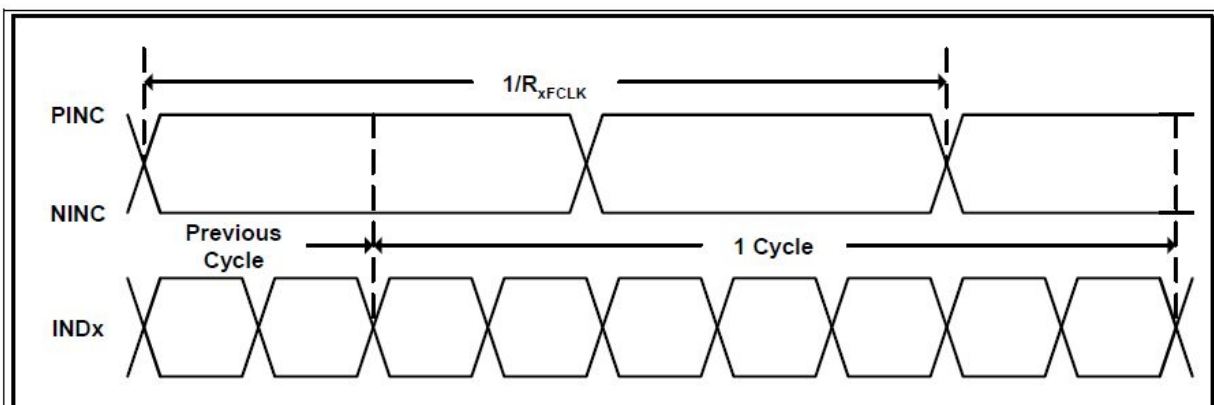 1/RxFCLK
PINC
NINC
Previous
Cycle
1 Cycle
INDx